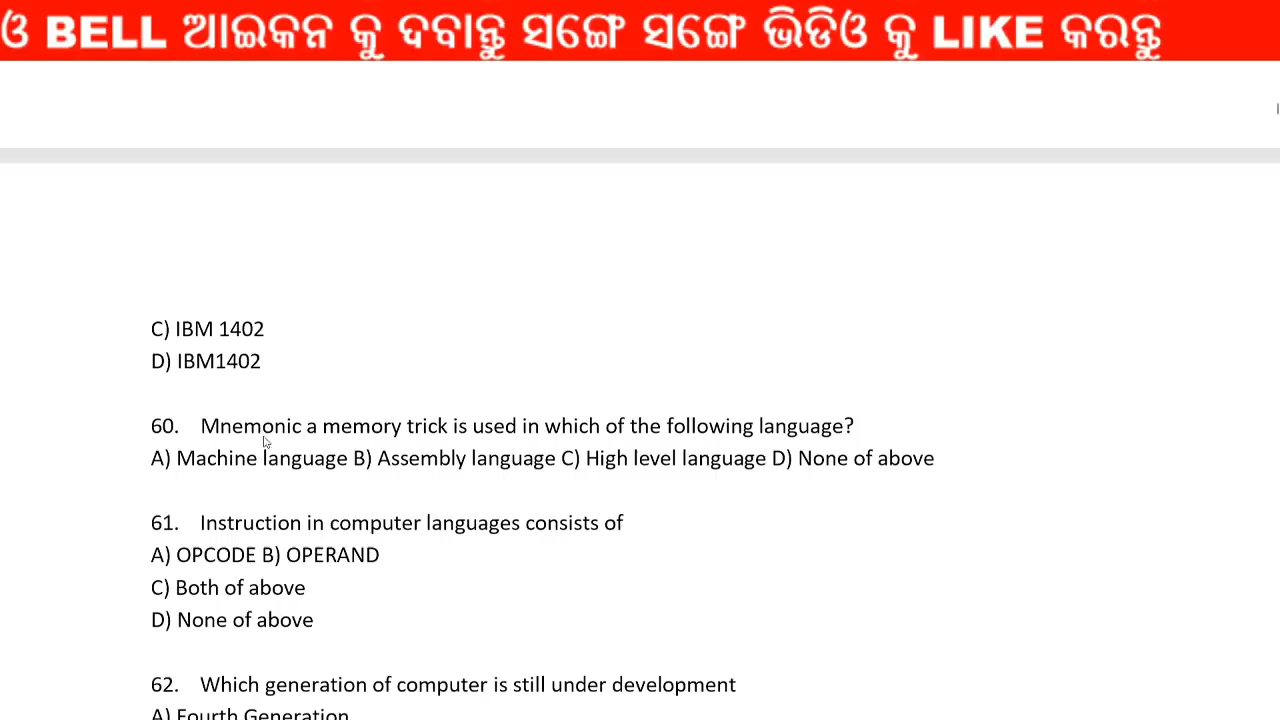 ଓ BELL ଆଇକନ କୁ ଦବାନ୍ତୁ ସଙ୍ଗେ ସଙ୍ଗେ ଭିଡିଓ କୁ LIKE କରନ୍ତୁ
C) IBM 1402
D) IBM1402
60. Mnemonic a memory trick is used in which of the following language?
A) Machine language B) Assembly language C) High level language D) None of above
61. Instruction in computer languages consists of
A) OPCODE B) OPERAND
C) Both of above
D) None of above
62. Which generation of computer is still under development
A) Fourth Generation